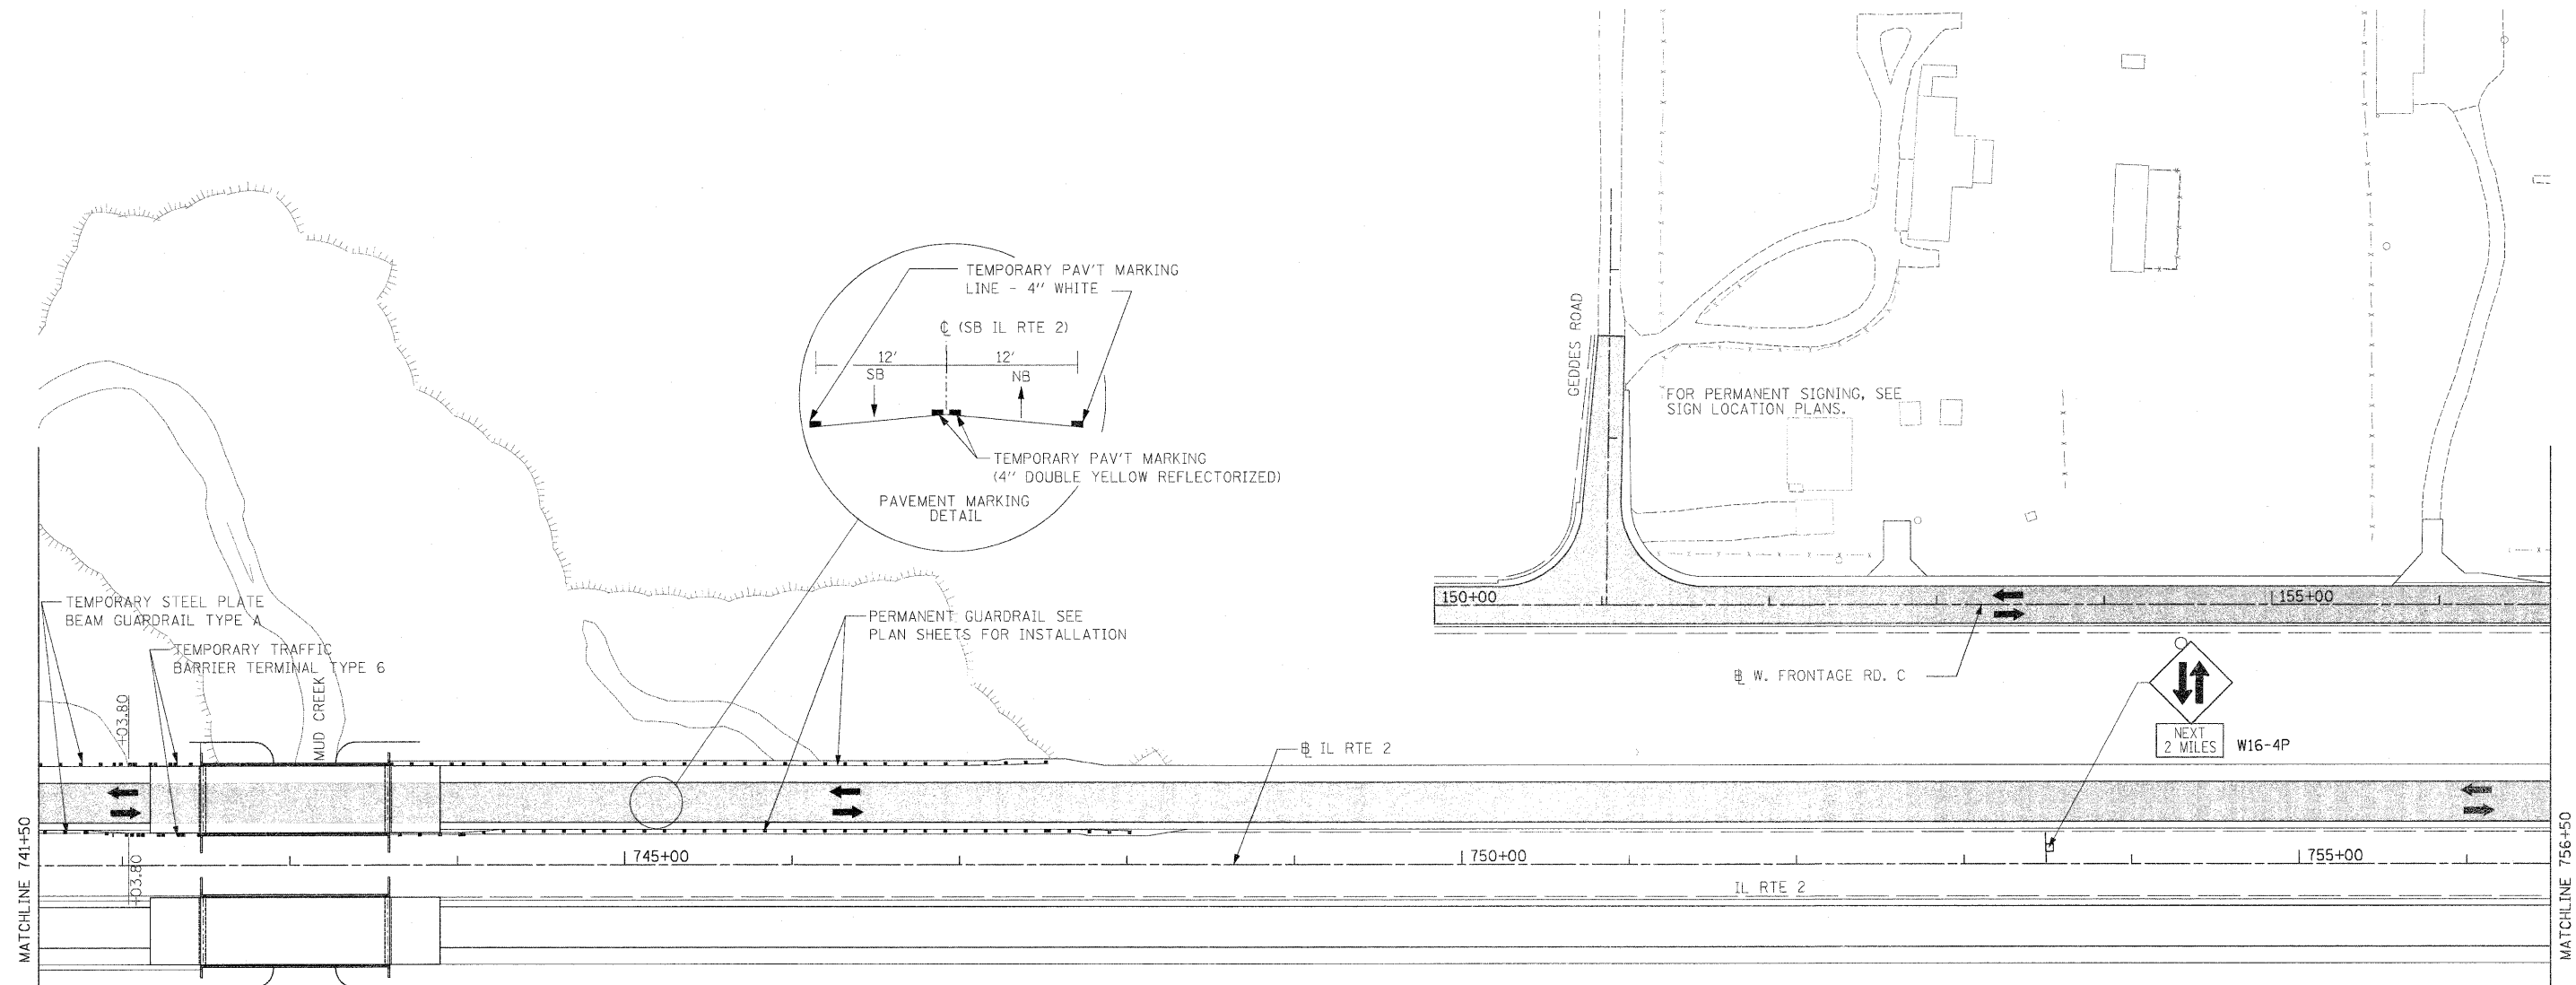 TEMPORARY PAV'T MARKING
LINE - 4" WHITE
℄ (SB IL RTE 2)
12'
12'
SB
NB
TEMPORARY PAV'T MARKING
(4" DOUBLE YELLOW REFLECTORIZED)
PAVEMENT MARKING
DETAIL
GEDDES ROAD
FOR PERMANENT SIGNING, SEE
SIGN LOCATION PLANS.
TEMPORARY STEEL PLATE
BEAM GUARDRAIL TYPE A
TEMPORARY TRAFFIC
BARRIER TERMINAL TYPE 6
MUD CREEK
+03.80
+03.80
PERMANENT GUARDRAIL SEE
PLAN SHEETS FOR INSTALLATION
150+00
155+00
℄ W. FRONTAGE RD. C
NEXT
2 MILES
W16-4P
℄ IL RTE 2
745+00
750+00
755+00
IL RTE 2
MATCHLINE 741+50
MATCHLINE 756+50